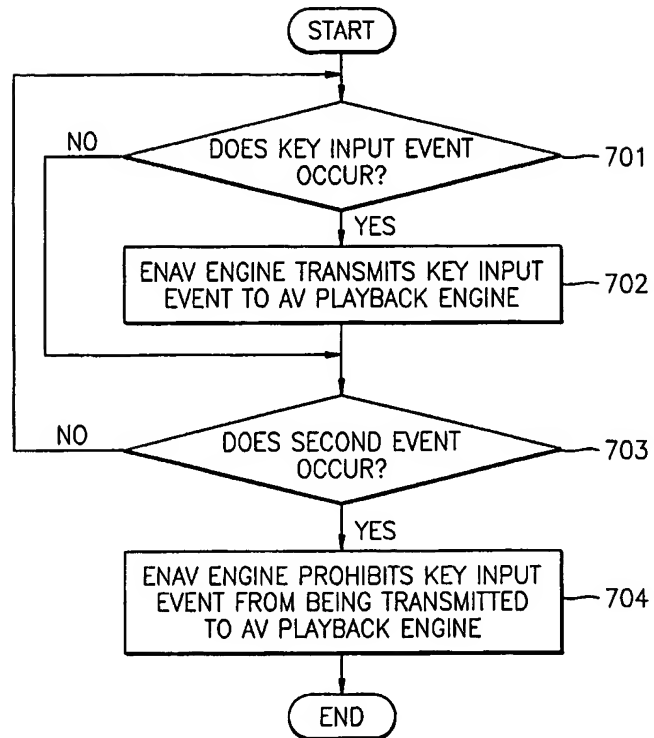 START
NO
DOES KEY INPUT EVENT
OCCUR?
701
YES
ENAV ENGINE TRANSMITS KEY INPUT
EVENT TO AV PLAYBACK ENGINE
702
NO
DOES SECOND EVENT
OCCUR?
703
YES
ENAV ENGINE PROHIBITS KEY INPUT
EVENT FROM BEING TRANSMITTED
TO AV PLAYBACK ENGINE
704
END